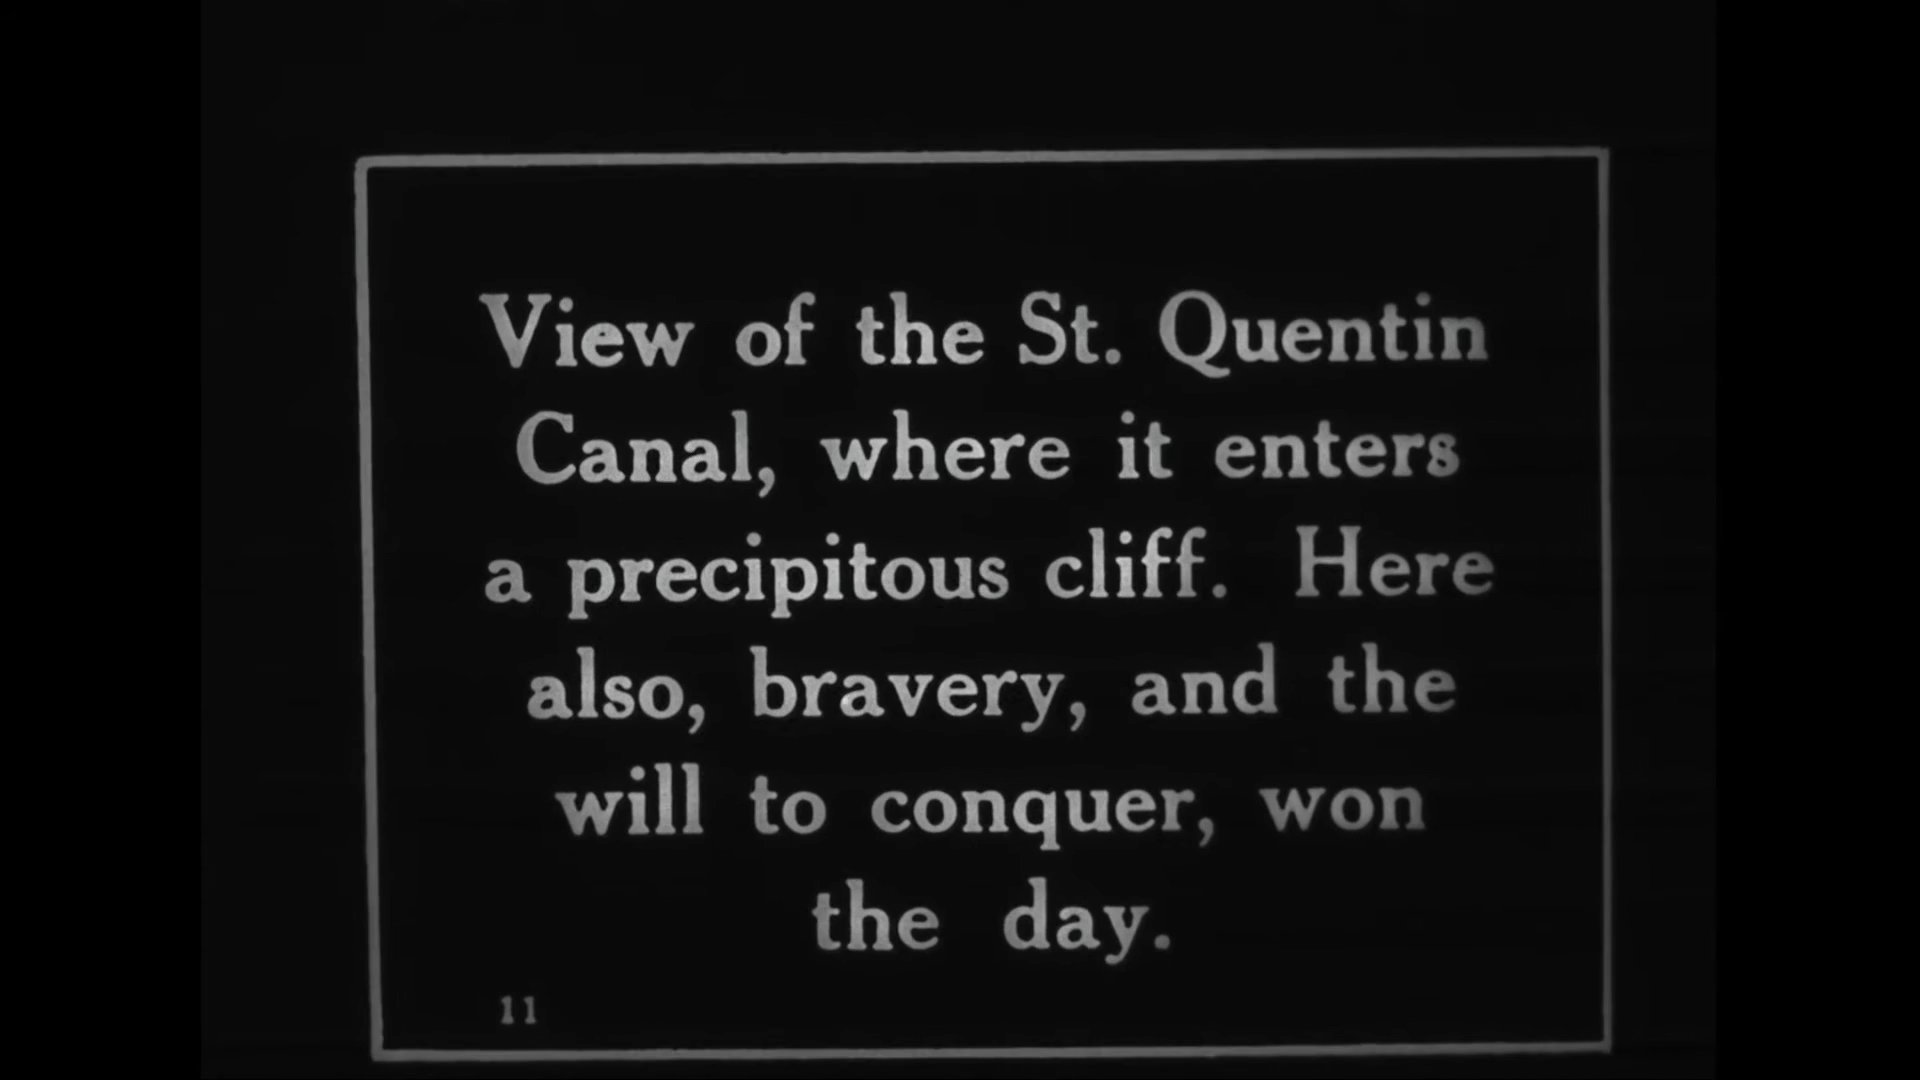 View of the St. Quentin
Canal, where it enters
a precipitous cliff. Here
also, bravery, and the
will to conquer, won
the day.
11